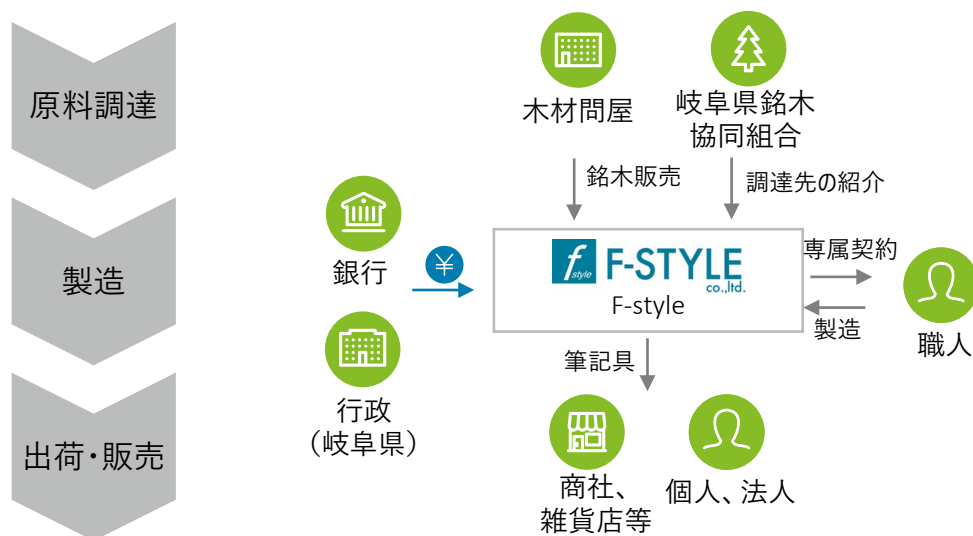 原料調達
製造
出荷・販売
木材問屋
岐阜県銘木
協同組合
銘木販売
調達先の紹介
銀行
¥
行政
（岐阜県）
f
style
F-STYLE
co.,ltd.
F-style
専属契約
製造
職人
筆記具
商社、
雑貨店等
個人、法人